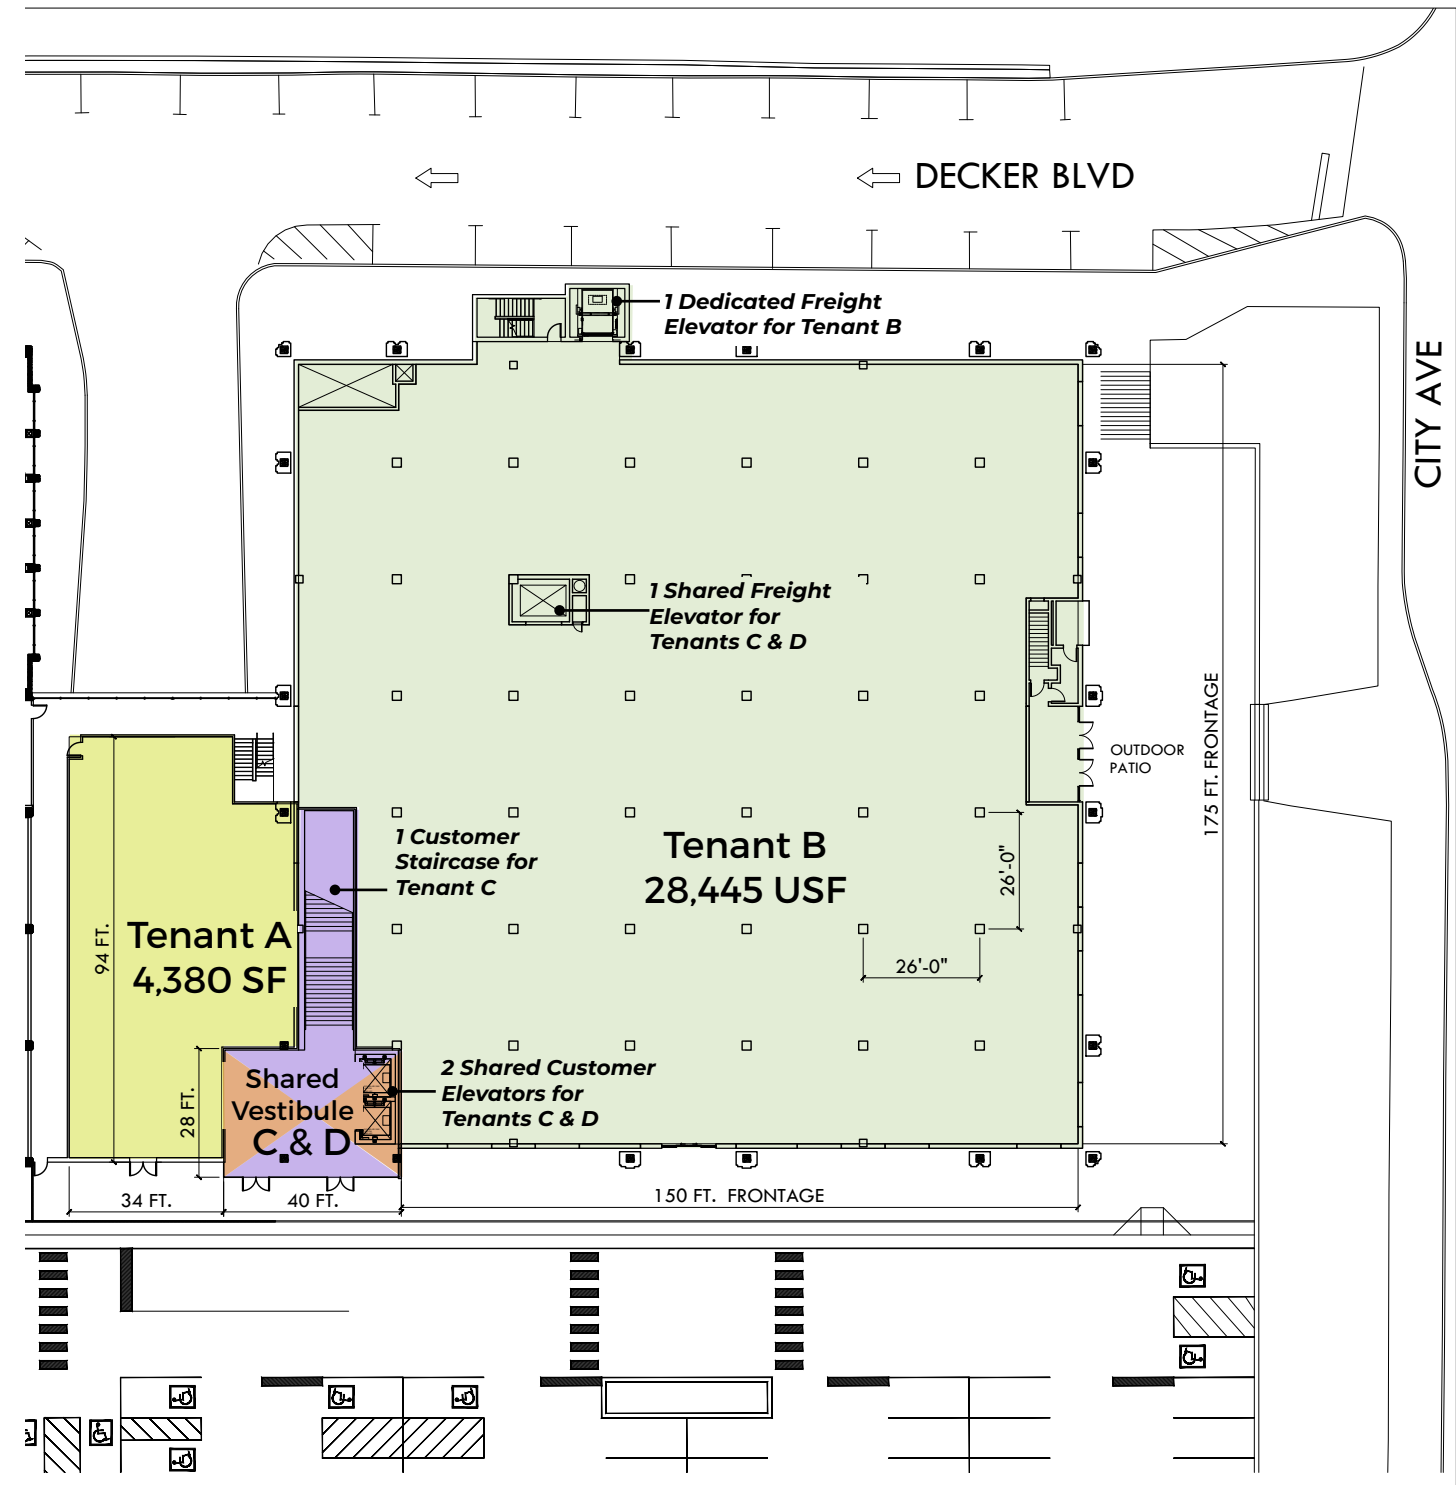 DECKER BLVD
1 Dedicated Freight
Elevator for Tenant B
CITY AVE
1 Shared Freight
Elevator for
Tenants C & D
175 FT. FRONTAGE
OUTDOOR
PATIO
1 Customer
Staircase for
Tenant C
Tenant B
28,445 USF
26'-0"
26'-0"
94 FT.
Tenant A
4,380 SF
2 Shared Customer
Elevators for
Tenants C & D
Shared
Vestibule
C & D
28 FT.
34 FT.
40 FT.
150 FT. FRONTAGE